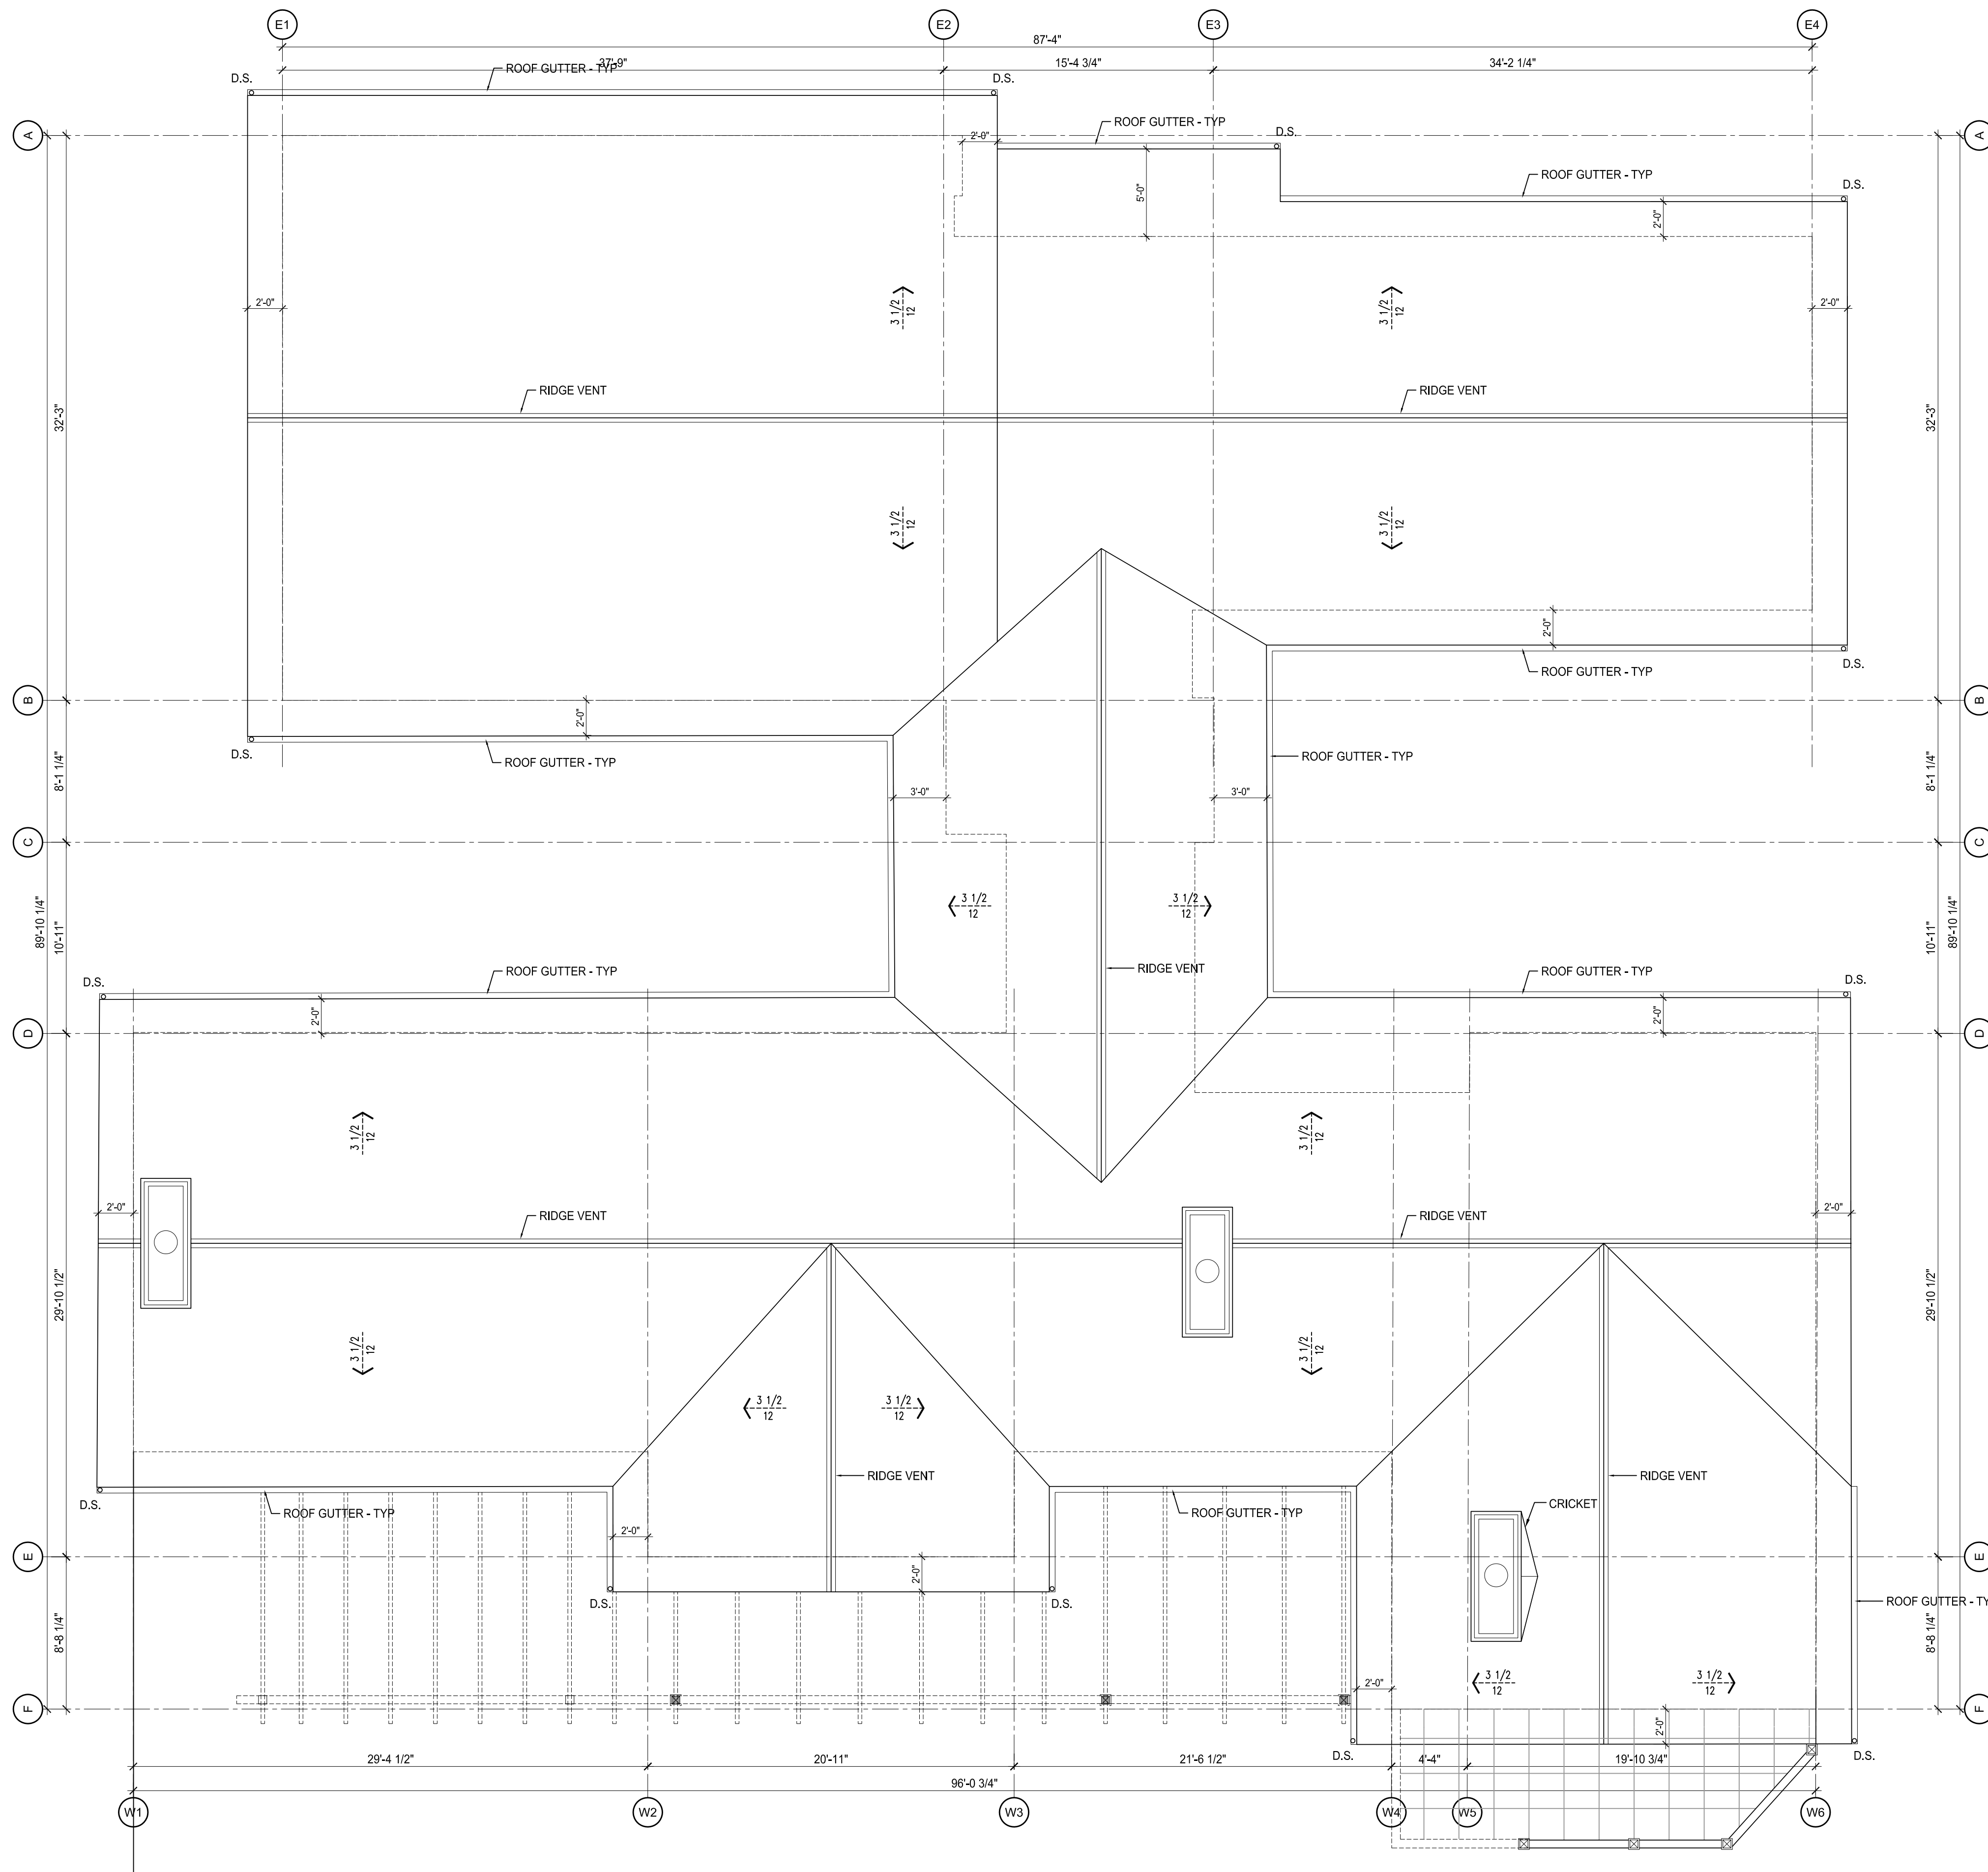 E1
E2
E3
E4
87'-4"
37'-9"
15'-4 3/4"
34'-2 1/4"
ROOF GUTTER - TYP
D.S.
D.S.
A
A
ROOF GUTTER - TYP
D.S.
2'-0"
ROOF GUTTER - TYP
D.S.
5'-0"
2'-0"
2'-0"
3 1/2
12
3 1/2
12
2'-0"
RIDGE VENT
RIDGE VENT
32'-3"
32'-3"
3 1/2
12
3 1/2
12
2'-0"
D.S.
ROOF GUTTER - TYP
B
B
2'-0"
D.S.
ROOF GUTTER - TYP
ROOF GUTTER - TYP
8'-1 1/4"
8'-1 1/4"
3'-0"
3'-0"
C
C
3 1/2
12
3 1/2
12
89'-10 1/4"
10'-11"
10'-11"
89'-10 1/4"
RIDGE VENT
ROOF GUTTER - TYP
ROOF GUTTER - TYP
D.S.
D.S.
2'-0"
2'-0"
D
D
3 1/2
12
3 1/2
12
2'-0"
2'-0"
RIDGE VENT
RIDGE VENT
29'-10 1/2"
29'-10 1/2"
3 1/2
12
3 1/2
12
3 1/2
12
3 1/2
12
RIDGE VENT
RIDGE VENT
D.S.
ROOF GUTTER - TYP
ROOF GUTTER - TYP
CRICKET
2'-0"
E
E
2'-0"
D.S.
D.S.
ROOF GUTTER - TY
8'-8 1/4"
8'-8 1/4"
2'-0"
3 1/2
12
3 1/2
12
F
F
2'-0"
D.S.
D.S.
29'-4 1/2"
20'-11"
21'-6 1/2"
4'-4"
19'-10 3/4"
96'-0 3/4"
W1
W2
W3
W4
W5
W6